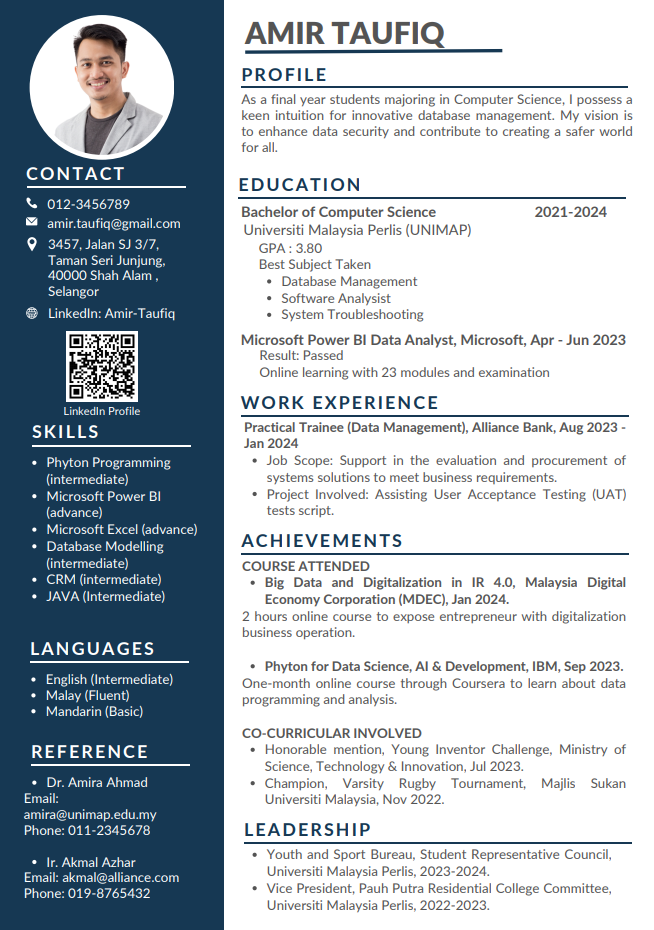 AMIR TAUFIQ
PROFILE
As a final year students majoring in Computer Science, I possess a
keen intuition for innovative database management. My vision is
to enhance data security and contribute to creating a safer world
for all.
EDUCATION
Bachelor of Computer Science 2021-2024
Universiti Malaysia Perlis (UNIMAP)
GPA : 3.80
Best Subject Taken
• Database Management
• Software Analysist
• System Troubleshooting
Microsoft Power BI Data Analyst, Microsoft, Apr - Jun 2023
Result: Passed
Online learning with 23 modules and examination
WORK EXPERIENCE
Practical Trainee (Data Management), Alliance Bank, Aug 2023 -
Jan 2024
• Job Scope: Support in the evaluation and procurement of
systems solutions to meet business requirements.
• Project Involved: Assisting User Acceptance Testing (UAT)
tests script.
ACHIEVEMENTS
COURSE ATTENDED
• Big Data and Digitalization in IR 4.0, Malaysia Digital
Economy Corporation (MDEC), Jan 2024.
2 hours online course to expose entrepreneur with digitalization
business operation.
• Phyton for Data Science, AI & Development, IBM, Sep 2023.
One-month online course through Coursera to learn about data
programming and analysis.
CO-CURRICULAR INVOLVED
• Honorable mention, Young Inventor Challenge, Ministry of
Science, Technology & Innovation, Jul 2023.
• Champion, Varsity Rugby Tournament, Majlis Sukan
Universiti Malaysia, Nov 2022.
LEADERSHIP
• Youth and Sport Bureau, Student Representative Council,
Universiti Malaysia Perlis, 2023-2024.
• Vice President, Pauh Putra Residential College Committee,
Universiti Malaysia Perlis, 2022-2023.
CONTACT
012-3456789
amir.taufiq@gmail.com
3457, Jalan SJ 3/7,
Taman Seri Junjung,
40000 Shah Alam ,
Selangor
LinkedIn: Amir-Taufiq
LinkedIn Profile
SKILLS
• Phyton Programming
(intermediate)
• Microsoft Power BI
(advance)
• Microsoft Excel (advance)
• Database Modelling
(intermediate)
• CRM (intermediate)
• JAVA (Intermediate)
LANGUAGES
• English (Intermediate)
• Malay (Fluent)
• Mandarin (Basic)
REFERENCE
• Dr. Amira Ahmad
Email:
amira@unimap.edu.my
Phone: 011-2345678
• Ir. Akmal Azhar
Email: akmal@alliance.com
Phone: 019-8765432